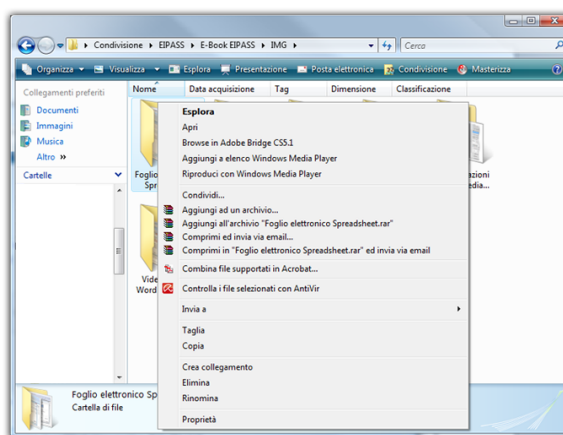 Condivisione ▸ EIPASS ▸ E-Book EIPASS ▸ IMG ▸
Cerca
Organizza Visualizza Esplora Presentazione Posta elettronica Condivisione Masterizza
Collegamenti preferiti
Documenti
Immagini
Musica
Altro »
Cartelle
Nome Data acquisizione Tag Dimensione Classificazione
Foglio
Spr
Vide
Word
azioni
edia...
Esplora
Apri
Browse in Adobe Bridge CS5.1
Aggiungi a elenco Windows Media Player
Riproduci con Windows Media Player
Condividi...
Aggiungi ad un archivio...
Aggiungi all'archivio "Foglio elettronico Spreadsheet.rar"
Comprimi ed invia via email...
Comprimi in "Foglio elettronico Spreadsheet.rar" ed invia via email
Combina file supportati in Acrobat...
Controlla i file selezionati con AntiVir
Invia a
Taglia
Copia
Crea collegamento
Elimina
Rinomina
Proprietà
Foglio elettronico Sp
Cartella di file